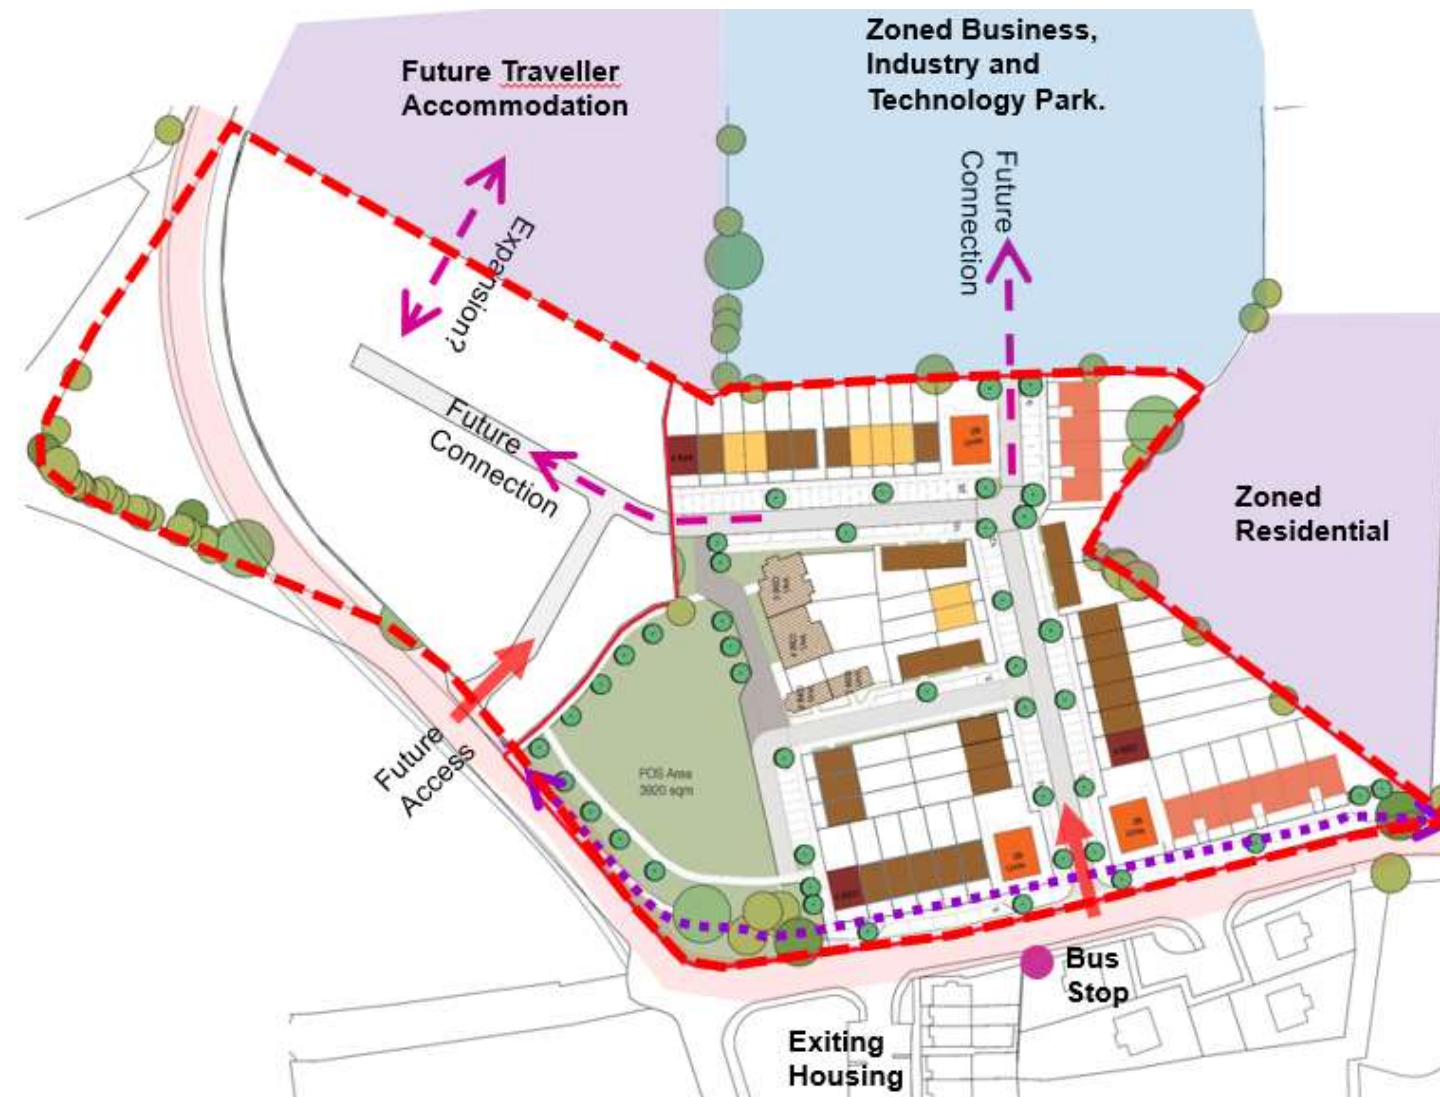 Zoned Business,
Industry and
Technology Park.
Future Traveller
Accommodation
Future
Connection
Expansion?
Future
Connection
Zoned
Residential
Future
Access
POS Area
3920 sqm
Bus
Stop
Exiting
Housing